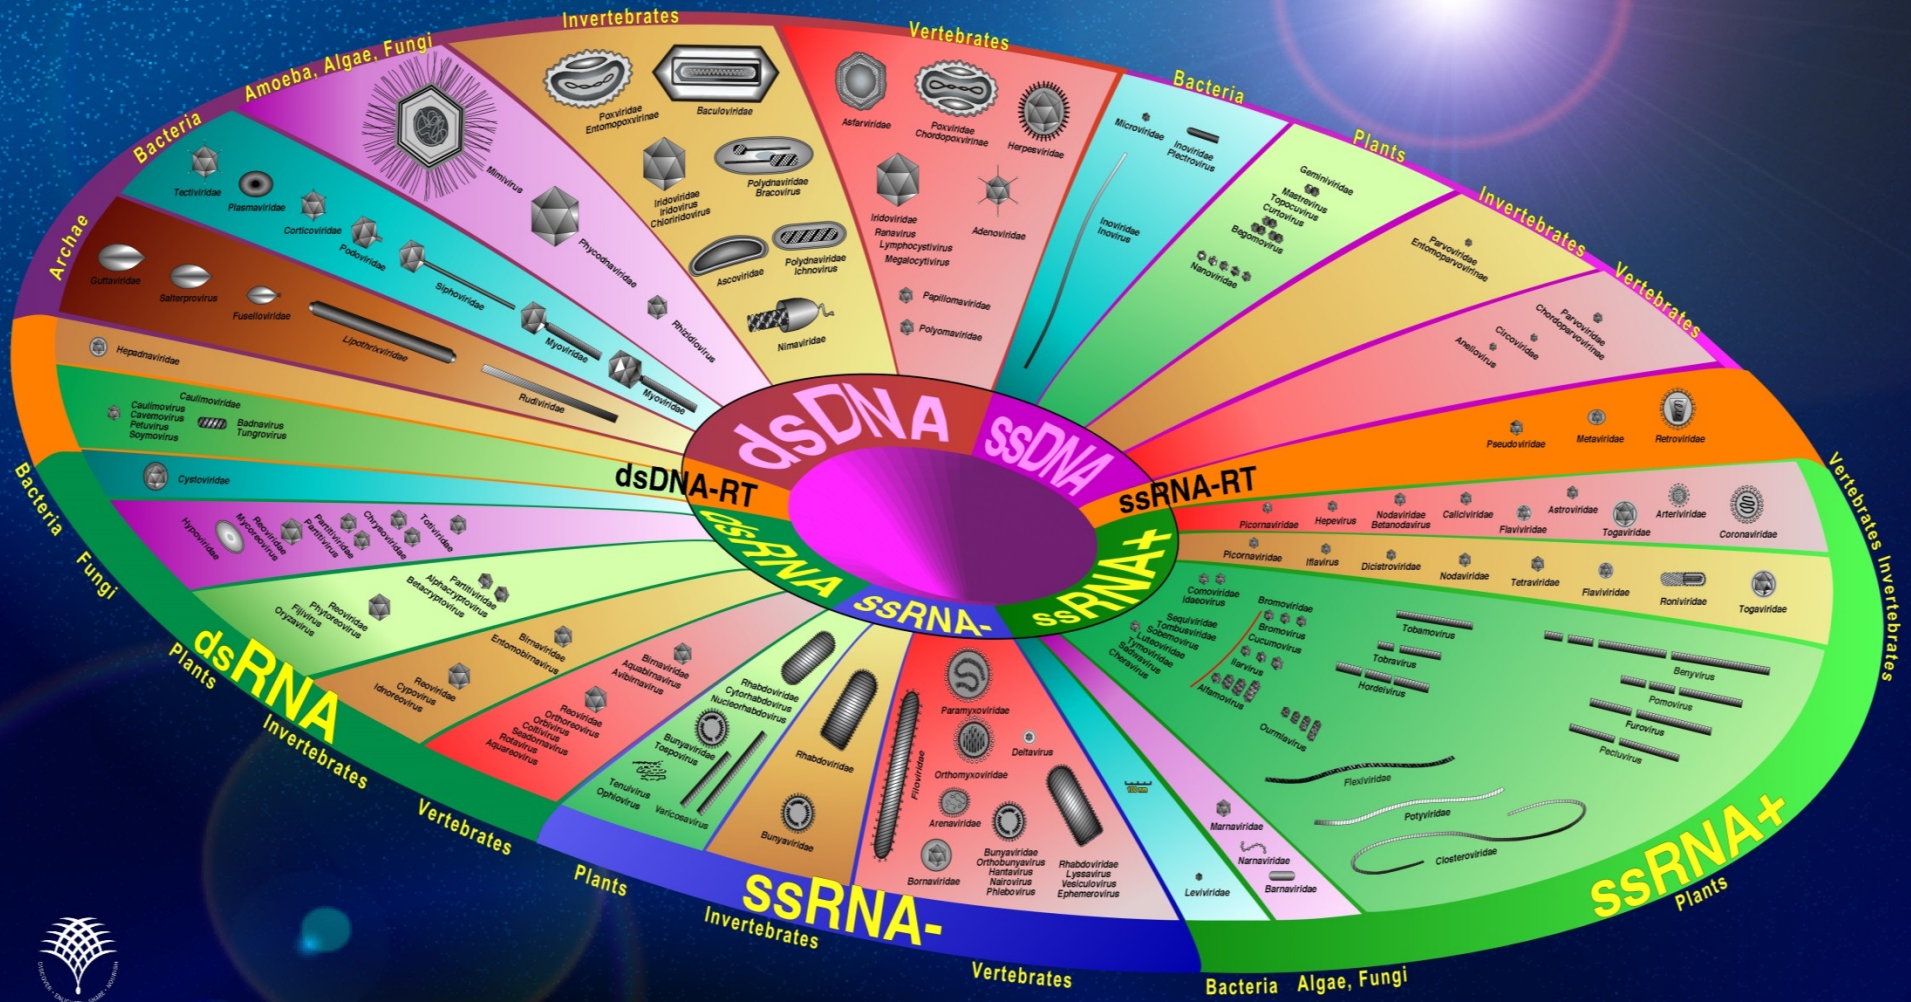 Invertebrates
Vertebrates
Bacteria
Plants
Invertebrates
Vertebrates
Amoeba, Algae, Fungi
Bacteria
Archae
Poxviridae
Entomopoxvirinae
Baculoviridae
Iridoviridae
Iridovirus
Chloriridovirus
Polydnaviridae
Bracovirus
Ascoviridae
Polydnaviridae
Ichnovirus
Nimaviridae
Asfarviridae
Poxviridae
Chordopoxvirinae
Herpesviridae
Iridoviridae
Ranavirus
Lymphocystivirus
Megalocytivirus
Adenoviridae
Papillomaviridae
Polyomaviridae
Microviridae
Inoviridae
Plectrovirus
Inoviridae
Inovirus
Geminiviridae
Mastrevirus
Topocuvirus
Curtovirus
Begomovirus
Nanoviridae
Parvoviridae
Entomoparvovirinae
Parvoviridae
Chordoparvovirinae
Circoviridae
Anellovirus
Mimivirus
Phycodnaviridae
Rhizidiovirus
Tectiviridae
Plasmaviridae
Corticoviridae
Podoviridae
Siphoviridae
Myoviridae
Myoviridae
Guttaviridae
Salterprovirus
Fuselloviridae
Lipothrixviridae
Rudiviridae
dsDNA
ssDNA
dsDNA-RT
ssRNA-RT
dsRNA
ssRNA-
ssRNA+
Hepadnaviridae
Caulimoviridae
Caulimovirus
Cavemovirus
Petuvirus
Soymovirus
Badnavirus
Tungrovirus
Pseudoviridae
Metaviridae
Retroviridae
Cystoviridae
Hypoviridae
Reoviridae
Mycoreovirus
Partitiviridae
Partitivirus
Chrysoviridae
Totiviridae
Reoviridae
Phytoreovirus
Fijivirus
Oryzavirus
Partitiviridae
Alphacryptovirus
Betacryptovirus
Birnaviridae
Entomobirnavirus
Reoviridae
Cypovirus
Idnoreovirus
Birnaviridae
Aquabirnavirus
Avibirnavirus
Reoviridae
Orthoreovirus
Orbivirus
Coltivirus
Seadornavirus
Rotavirus
Aquareovirus
Rhabdoviridae
Cytorhabdovirus
Nucleorhabdovirus
Bunyaviridae
Tospovirus
Tenuivirus
Ophiovirus
Varicosavirus
Rhabdoviridae
Bunyaviridae
Filoviridae
Paramyxoviridae
Orthomyxoviridae
Deltavirus
Arenaviridae
Bornaviridae
Bunyaviridae
Orthobunyavirus
Hantavirus
Nairovirus
Phlebovirus
Rhabdoviridae
Lyssavirus
Vesiculovirus
Ephemerovirus
100 nm
Leviviridae
Marnaviridae
Narnaviridae
Barnaviridae
Picornaviridae
Hepevirus
Nodaviridae
Betanodavirus
Caliciviridae
Flaviviridae
Astroviridae
Togaviridae
Arteriviridae
Coronaviridae
Picornaviridae
Iflavirus
Dicistroviridae
Nodaviridae
Tetraviridae
Flaviviridae
Roniviridae
Togaviridae
Comoviridae
Idaeovirus
Sequiviridae
Tombusviridae
Sobemovirus
Luteoviridae
Tymoviridae
Sadwavirus
Cheravirus
Bromoviridae
Bromovirus
Cucumovirus
Ilarvirus
Alfamovirus
Ourmiavirus
Tobamovirus
Tobravirus
Hordeivirus
Benyvirus
Pomovirus
Furovirus
Pecluvirus
Flexiviridae
Potyviridae
Closteroviridae
Bacteria
Fungi
dsRNA
Plants
Invertebrates
Vertebrates
Plants
ssRNA-
Invertebrates
Vertebrates
Bacteria
Algae, Fungi
ssRNA+
Plants
Vertebrates
Invertebrates